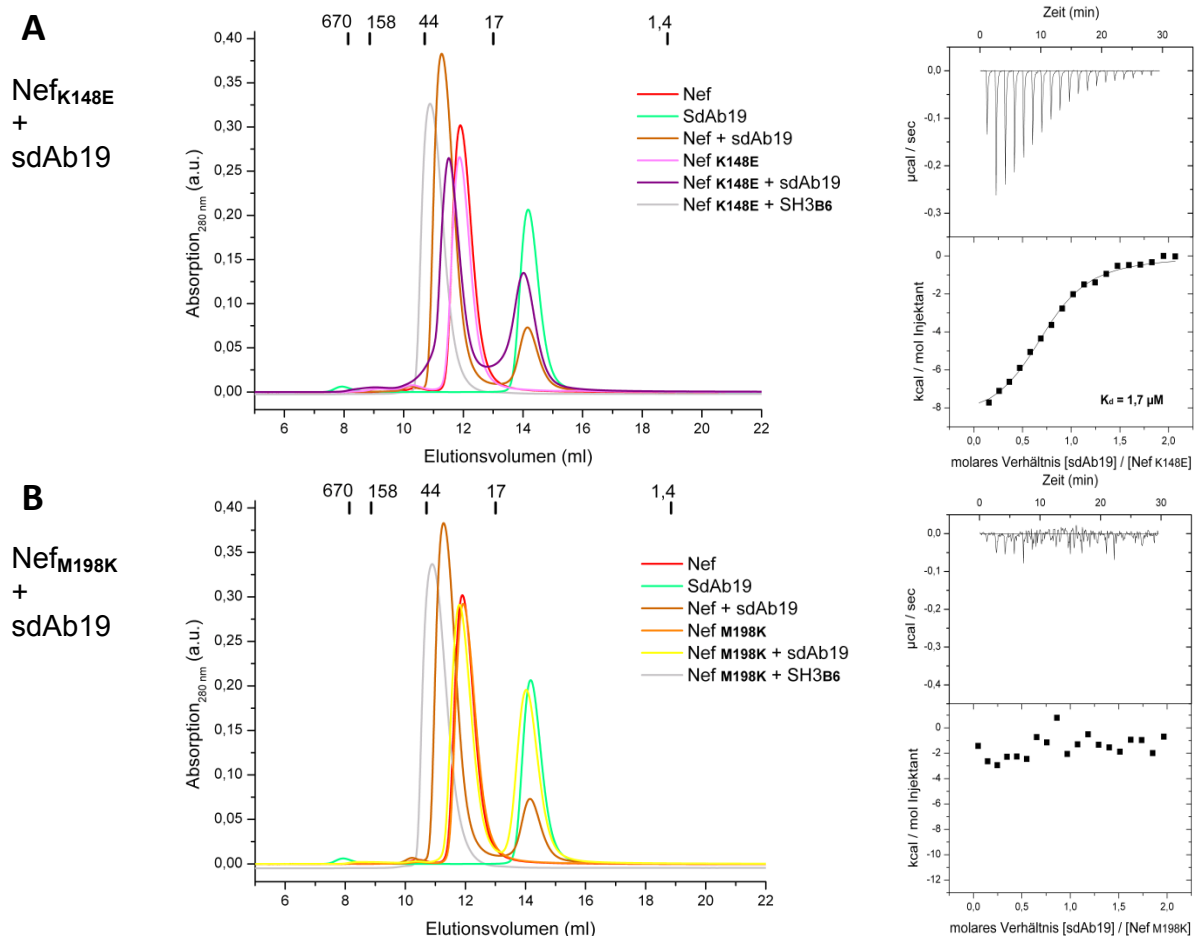 A
Nef K148E
+
sdAb19
670 158 44 17 1,4
0,40
0,35
0,30
0,25
0,20
0,15
0,10
0,05
0,00
Absorption 280 nm (a.u.)
6 8 10 12 14 16 18 20 22
Elutionsvolumen (ml)
Nef
SdAb19
Nef + sdAb19
Nef K148E
Nef K148E + sdAb19
Nef K148E + SH3B6
Zeit (min)
0 10 20 30
0,0
-0,1
-0,2
-0,3
µcal / sec
0
-2
-4
-6
-8
kcal / mol Injektant
Kd = 1,7 µM
0,0 0,5 1,0 1,5 2,0
molares Verhältnis [sdAb19] / [Nef K148E]
B
Nef M198K
+
sdAb19
670 158 44 17 1,4
0,40
0,35
0,30
0,25
0,20
0,15
0,10
0,05
0,00
Absorption 280 nm (a.u.)
6 8 10 12 14 16 18 20 22
Elutionsvolumen (ml)
Nef
SdAb19
Nef + sdAb19
Nef M198K
Nef M198K + sdAb19
Nef M198K + SH3B6
Zeit (min)
0 10 20 30
0,0
-0,1
-0,2
-0,3
-0,4
µcal / sec
0
-2
-4
-6
-8
-10
-12
kcal / mol Injektant
0,0 0,5 1,0 1,5 2,0
molares Verhältnis [sdAb19] / [Nef M198K]